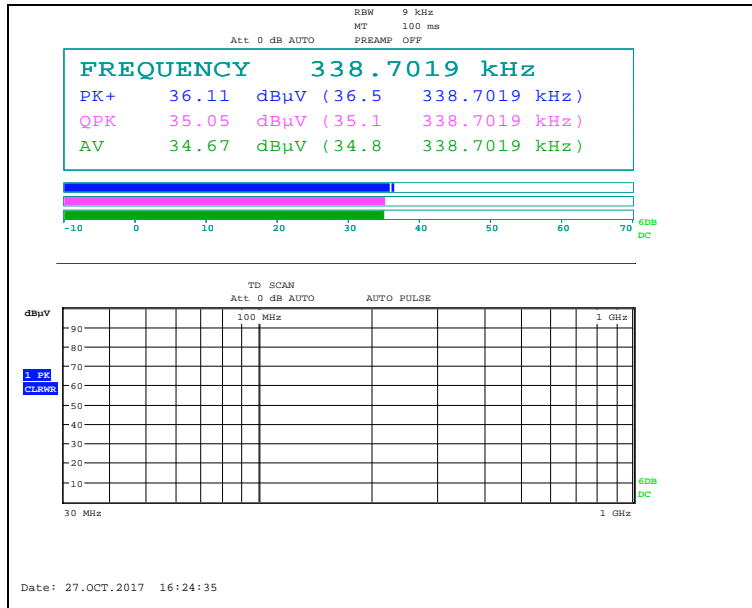 RBW 9 kHz
MT 100 ms
Att 0 dB AUTO PREAMP OFF
FREQUENCY 338.7019 kHz
PK+ 36.11 dBµV (36.5 338.7019 kHz)
QPK 35.05 dBµV (35.1 338.7019 kHz)
AV 34.67 dBµV (34.8 338.7019 kHz)
-10 0 10 20 30 40 50 60 70
6DB
DC
TD SCAN
Att 0 dB AUTO AUTO PULSE
dBµV
100 MHz 1 GHz
90
80
70
1 PK
60
CLRWR
50
40
30
20
10
6DB
DC
30 MHz 1 GHz
Date: 27.OCT.2017 16:24:35